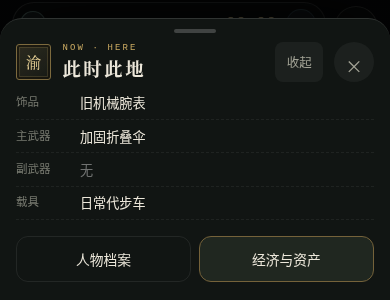 渝
NOW · HERE
此时此地
收起
饰品 旧机械腕表
主武器 加固折叠伞
副武器 无
载具 日常代步车
人物档案
经济与资产